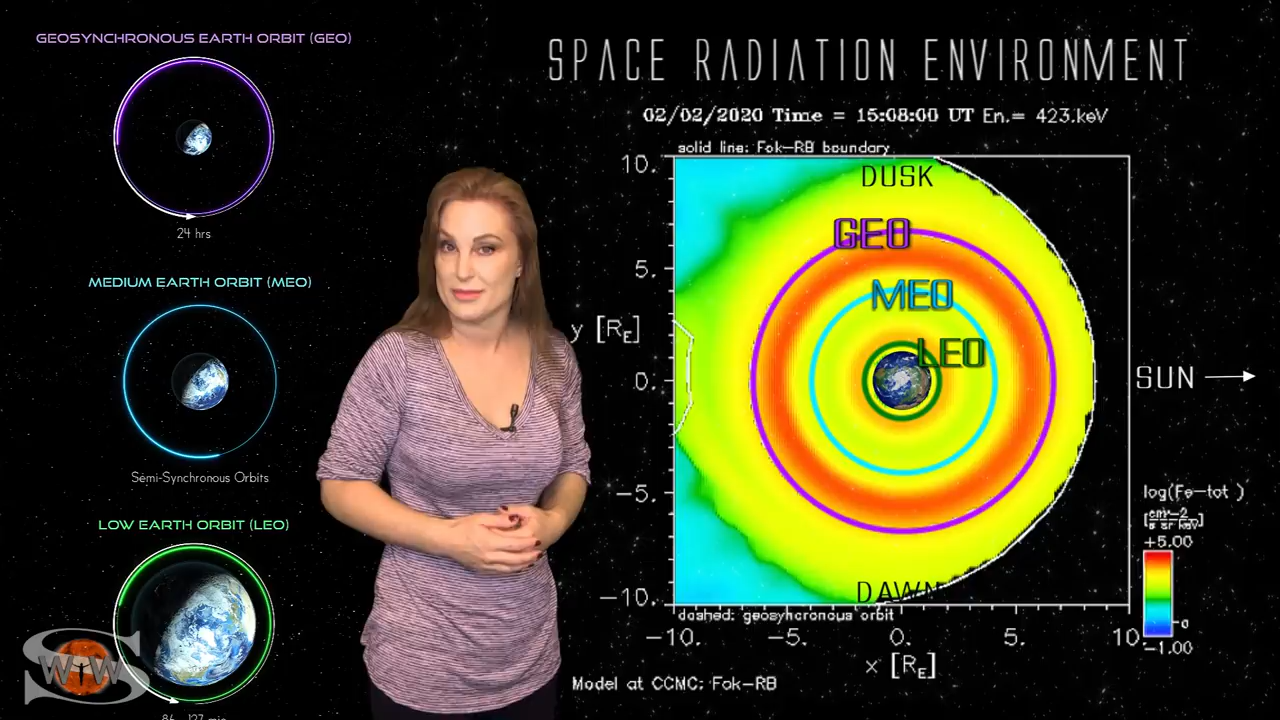 GEOSYNCHRONOUS EARTH ORBIT (GEO)
24 hrs
MEDIUM EARTH ORBIT (MEO)
Semi-Synchronous Orbits
LOW EARTH ORBIT (LEO)
SWTWS
SPACE RADIATION ENVIRONMENT
02/02/2020 Time = 15:08:00 UT En.= 423.keV
solid line: Fok-RB boundary
DUSK
GEO
MEO
LEO
DAWN
10.
5.
0.
-5.
-10.
y [RE]
dashed: geosyncronous orbit
-10. -5. 0. 5. 10.
x [RE]
SUN
log(Fe-tot )
+5.00
-1.00
Model at CCMC: Fok-RB